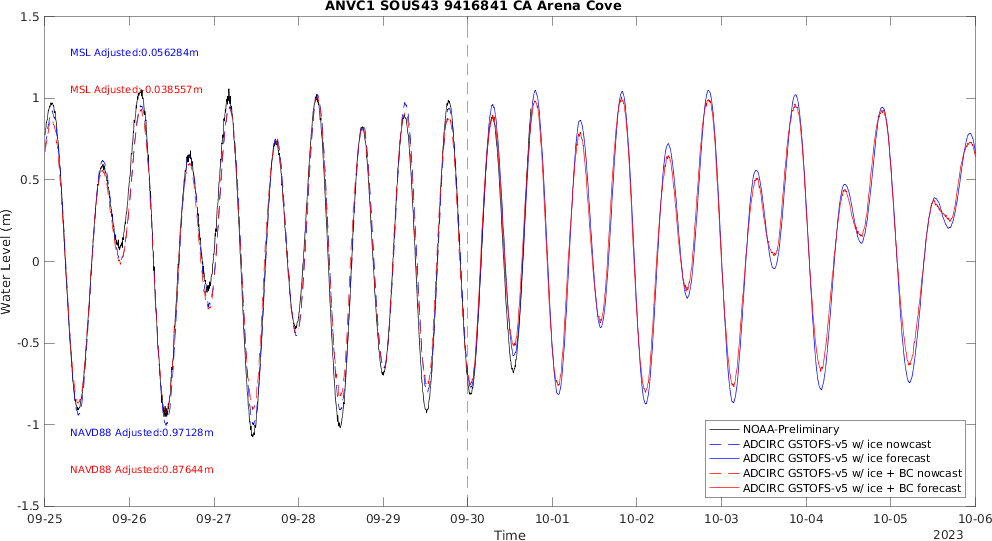 ANVC1 SOUS43 9416841 CA Arena Cove
1.5
MSL Adjusted:0.056284m
MSL Adjusted:-0.038557m
1
0.5
Water Level (m)
0
-0.5
-1
NAVD88 Adjusted:0.97128m
NAVD88 Adjusted:0.87644m
NOAA-Preliminary
ADCIRC GSTOFS-v5 w/ ice nowcast
ADCIRC GSTOFS-v5 w/ ice forecast
ADCIRC GSTOFS-v5 w/ ice + BC nowcast
ADCIRC GSTOFS-v5 w/ ice + BC forecast
-1.5
09-25 09-26 09-27 09-28 09-29 09-30 10-01 10-02 10-03 10-04 10-05 10-06
Time
2023